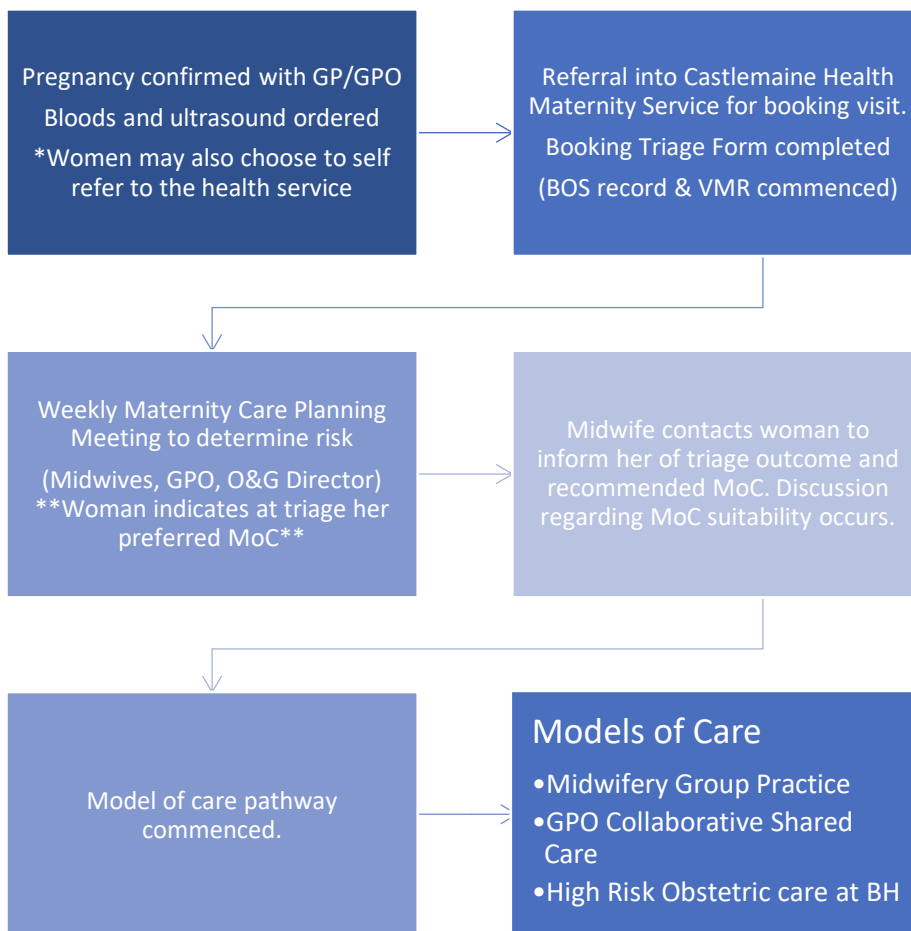 Pregnancy confirmed with GP/GPO
Bloods and ultrasound ordered
*Women may also choose to self
refer to the health service
Referral into Castlemaine Health
Maternity Service for booking visit.
Booking Triage Form completed
(BOS record & VMR commenced)
Weekly Maternity Care Planning
Meeting to determine risk
(Midwives, GPO, O&G Director)
**Woman indicates at triage her
preferred MoC**
Midwife contacts woman to
inform her of triage outcome and
recommended MoC. Discussion
regarding MoC suitability occurs.
Model of care pathway
commenced.
Models of Care
•Midwifery Group Practice
•GPO Collaborative Shared
Care
•High Risk Obstetric care at BH